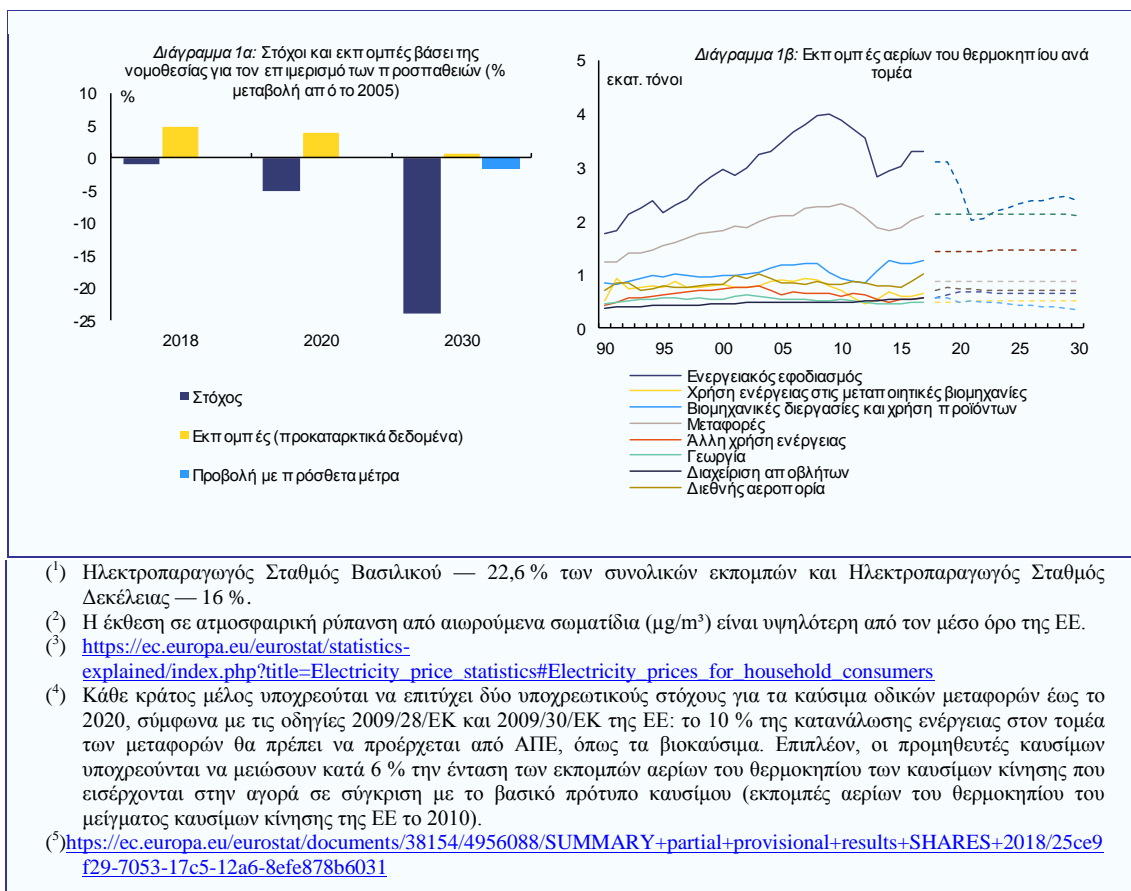 Διάγραμμα 1α: Στόχοι και εκπομπές βάσει της
νομοθεσίας για τον επιμερισμό των προσπαθειών (%
μεταβολή από το 2005)
%
10
5
0
-5
-10
-15
-20
-25
2018 2020 2030
Στόχος
Εκπομπές (προκαταρκτικά δεδομένα)
Προβολή με πρόσθετα μέτρα
Διάγραμμα 1β: Εκπομπές αερίων του θερμοκηπίου ανά
τομέα
εκατ. τόνοι
5
4
3
2
1
0
90 95 00 05 10 15 20 25 30
Ενεργειακός εφοδιασμός
Χρήση ενέργειας στις μεταποιητικές βιομηχανίες
Βιομηχανικές διεργασίες και χρήση προϊόντων
Μεταφορές
Άλλη χρήση ενέργειας
Γεωργία
Διαχείριση αποβλήτων
Διεθνής αεροπορία
(1) Ηλεκτροπαραγωγός Σταθμός Βασιλικού — 22,6 % των συνολικών εκπομπών και Ηλεκτροπαραγωγός Σταθμός
Δεκέλειας — 16 %.
(2) Η έκθεση σε ατμοσφαιρική ρύπανση από αιωρούμενα σωματίδια (μg/m³) είναι υψηλότερη από τον μέσο όρο της ΕΕ.
(3) https://ec.europa.eu/eurostat/statistics-
explained/index.php?title=Electricity_price_statistics#Electricity_prices_for_household_consumers
(4) Κάθε κράτος μέλος υποχρεούται να επιτύχει δύο υποχρεωτικούς στόχους για τα καύσιμα οδικών μεταφορών έως το
2020, σύμφωνα με τις οδηγίες 2009/28/ΕΚ και 2009/30/ΕΚ της ΕΕ: το 10 % της κατανάλωσης ενέργειας στον τομέα
των μεταφορών θα πρέπει να προέρχεται από ΑΠΕ, όπως τα βιοκαύσιμα. Επιπλέον, οι προμηθευτές καυσίμων
υποχρεούνται να μειώσουν κατά 6 % την ένταση των εκπομπών αερίων του θερμοκηπίου των καυσίμων κίνησης που
εισέρχονται στην αγορά σε σύγκριση με το βασικό πρότυπο καυσίμου (εκπομπές αερίων του θερμοκηπίου του
μείγματος καυσίμων κίνησης της ΕΕ το 2010).
(5)htps://ec.europa.eu/eurostat/documents/38154/4956088/SUMMARY+partial+provisional+results+SHARES+2018/25ce9
f29-7053-17c5-12a6-8efe878b6031